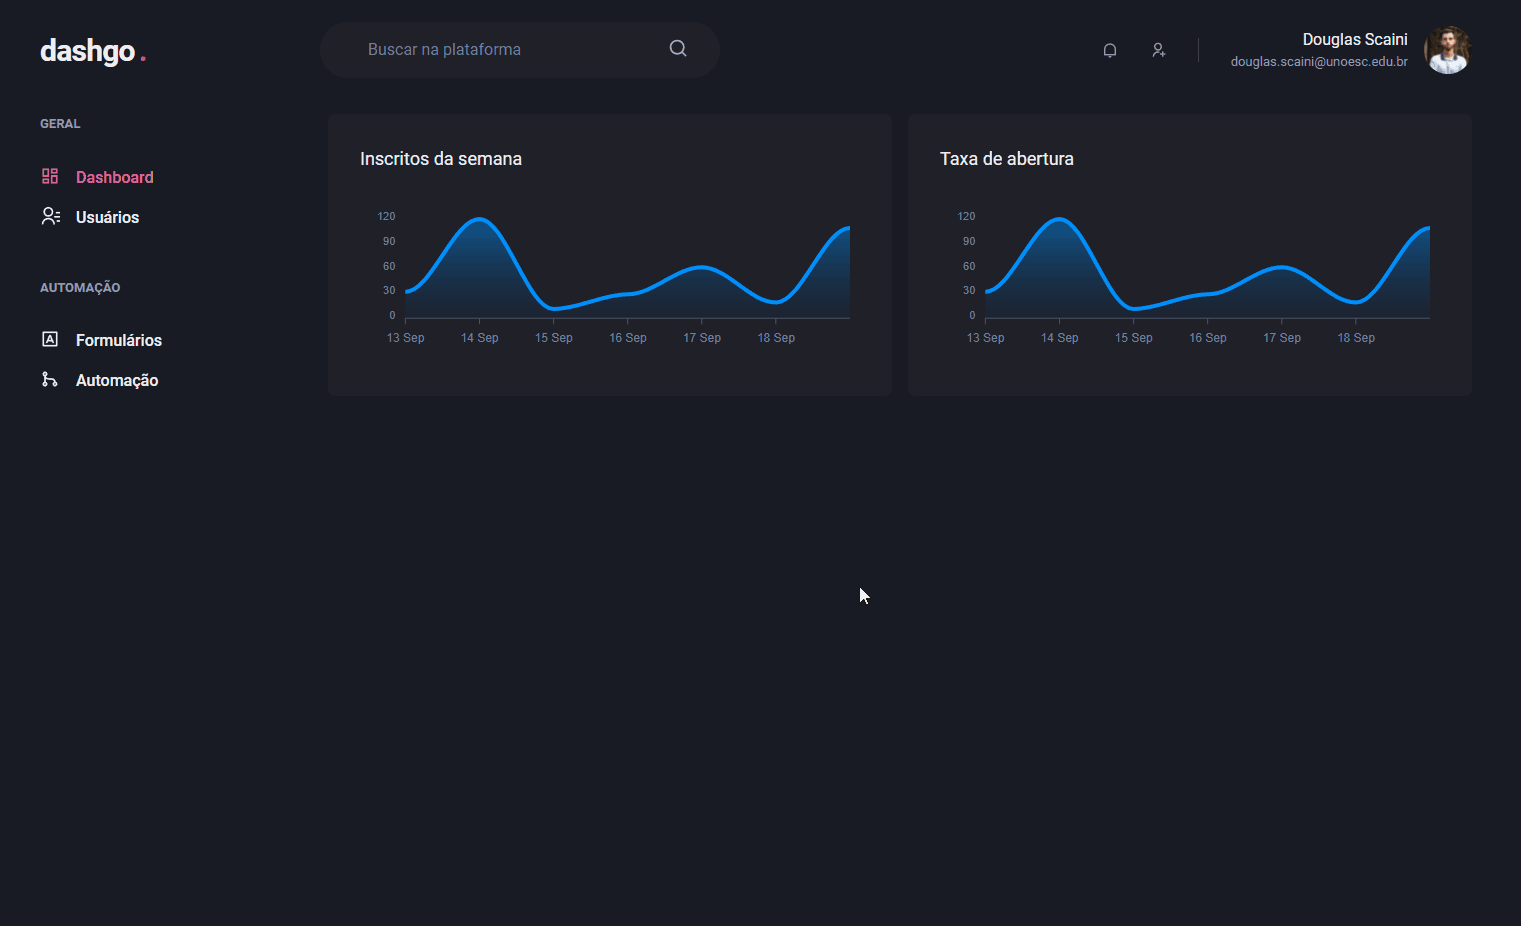 dashgo.
Buscar na plataforma
Douglas Scaini
douglas.scaini@unoesc.edu.br
GERAL
Dashboard
Usuários
AUTOMAÇÃO
Formulários
Automação
Inscritos da semana
120
90
60
30
0
13 Sep 14 Sep 15 Sep 16 Sep 17 Sep 18 Sep
Taxa de abertura
120
90
60
30
0
13 Sep 14 Sep 15 Sep 16 Sep 17 Sep 18 Sep